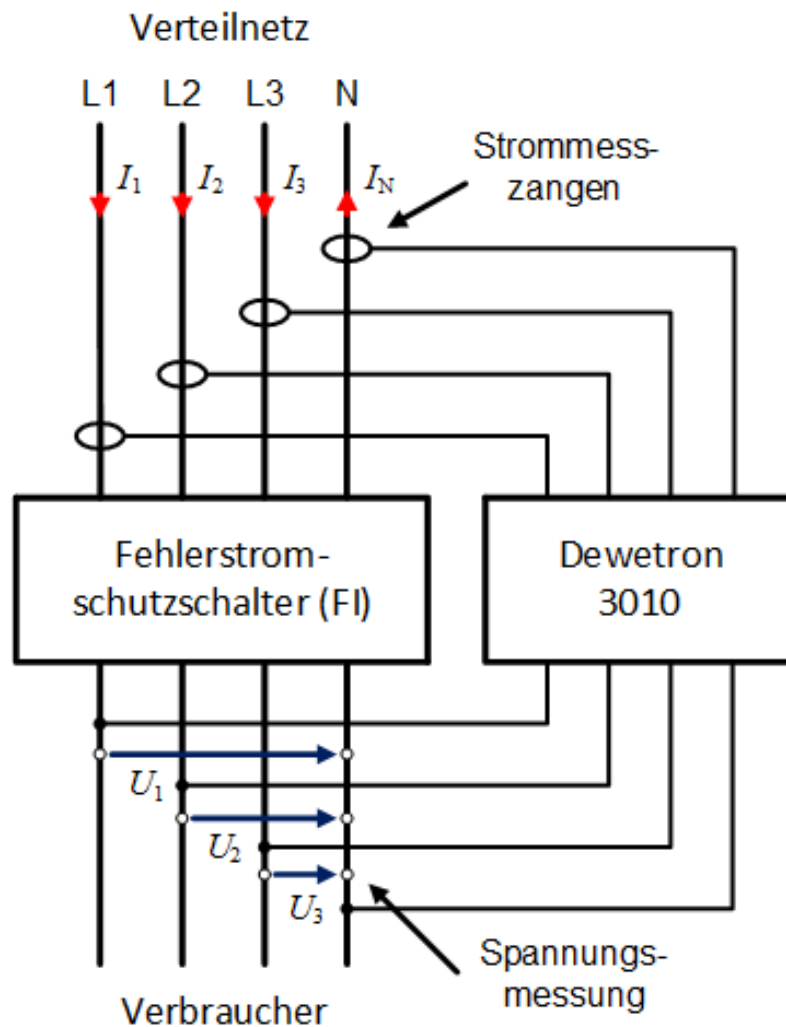 Verteilnetz
L1 L2 L3 N
Strommess-
zangen
I1 I2 I3 IN
Fehlerstrom-
schutzschalter (FI)
Dewetron
3010
U1
U2
U3
Spannungs-
messung
Verbraucher